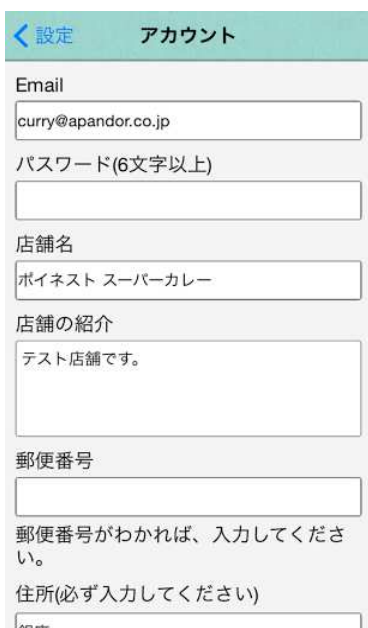 設定 アカウント
Email
curry@apandor.co.jp
パスワード(6文字以上)
店舗名
ポイネスト スーパーカレー
店舗の紹介
テスト店舗です。
郵便番号
郵便番号がわかれば、入力してくださ
い。
住所(必ず入力してください)